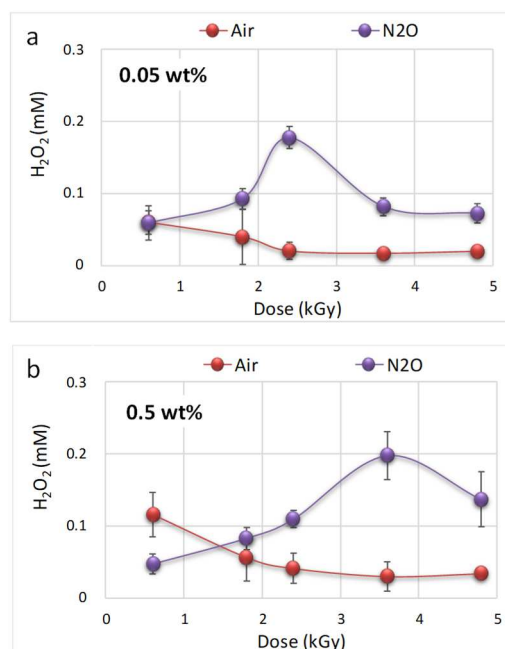 a
Air N2O
0.3
0.05 wt%
0.2
H₂O₂ (mM)
0.1
0
0 1 2 3 4 5
Dose (kGy)
b
Air N2O
0.3
0.5 wt%
0.2
H₂O₂ (mM)
0.1
0
0 1 2 3 4 5
Dose (kGy)